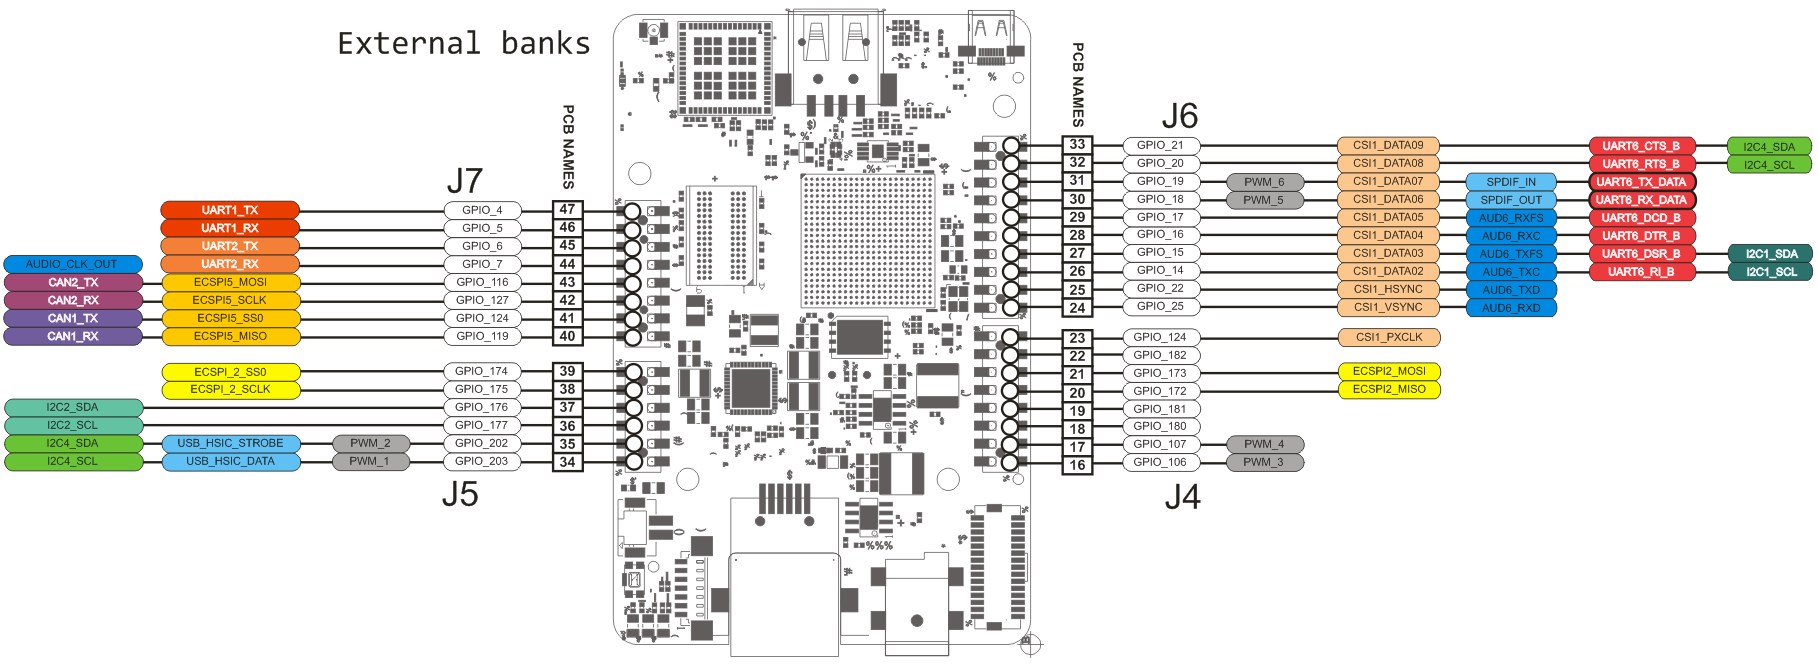 External banks
PCB NAMES
J7
UART1_TX GPIO_4 47
UART1_RX GPIO_5 46
UART2_TX GPIO_6 45
AUDIO_CLK_OUT UART2_RX GPIO_7 44
CAN2_TX ECSPI5_MOSI GPIO_116 43
CAN2_RX ECSPI5_SCLK GPIO_127 42
CAN1_TX ECSPI5_SS0 GPIO_124 41
CAN1_RX ECSPI5_MISO GPIO_119 40
ECSPI_2_SS0 GPIO_174 39
ECSPI_2_SCLK GPIO_175 38
I2C2_SDA GPIO_176 37
I2C2_SCL GPIO_177 36
I2C4_SDA USB_HSIC_STROBE PWM_2 GPIO_202 35
I2C4_SCL USB_HSIC_DATA PWM_1 GPIO_203 34
J5
PCB NAMES
J6
33 GPIO_21 CSI1_DATA09 UART6_CTS_B I2C4_SDA
32 GPIO_20 CSI1_DATA08 UART6_RTS_B I2C4_SCL
31 GPIO_19 PWM_6 CSI1_DATA07 SPDIF_IN UART6_TX_DATA
30 GPIO_18 PWM_5 CSI1_DATA06 SPDIF_OUT UART6_RX_DATA
29 GPIO_17 CSI1_DATA05 AUD6_RXFS UART6_DCD_B
28 GPIO_16 CSI1_DATA04 AUD6_RXC UART6_DTR_B
27 GPIO_15 CSI1_DATA03 AUD6_TXFS UART6_DSR_B I2C1_SDA
26 GPIO_14 CSI1_DATA02 AUD6_TXC UART6_RI_B I2C1_SCL
25 GPIO_22 CSI1_HSYNC AUD6_TXD
24 GPIO_25 CSI1_VSYNC AUD6_RXD
23 GPIO_124 CSI1_PXCLK
22 GPIO_182
21 GPIO_173 ECSPI2_MOSI
20 GPIO_172 ECSPI2_MISO
19 GPIO_181
18 GPIO_180
17 GPIO_107 PWM_4
16 GPIO_106 PWM_3
J4